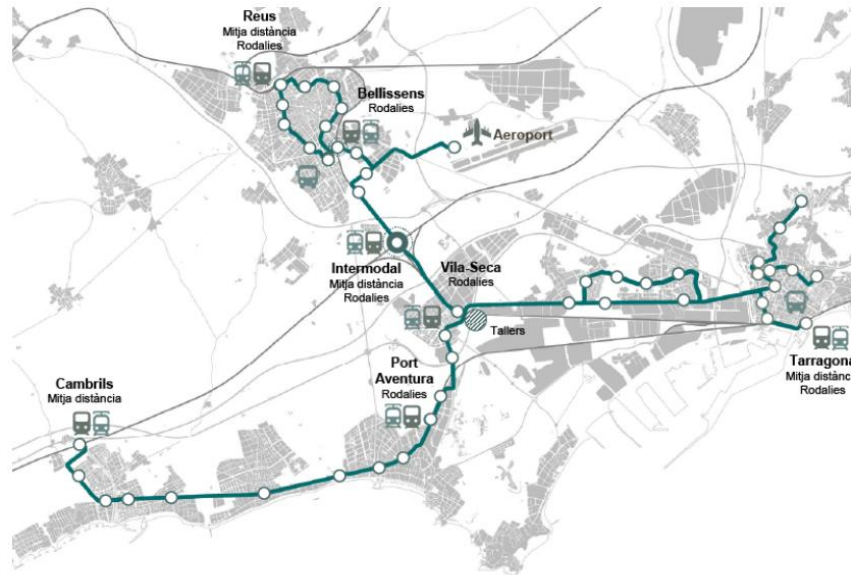 Reus
Mitja distància
Rodalies
Bellissens
Rodalies
Aeroport
Intermodal
Mitja distància
Rodalies
Vila-Seca
Rodalies
Tallers
Port
Aventura
Rodalies
Cambrils
Mitja distància
Tarragona
Mitja distànc
Rodalies